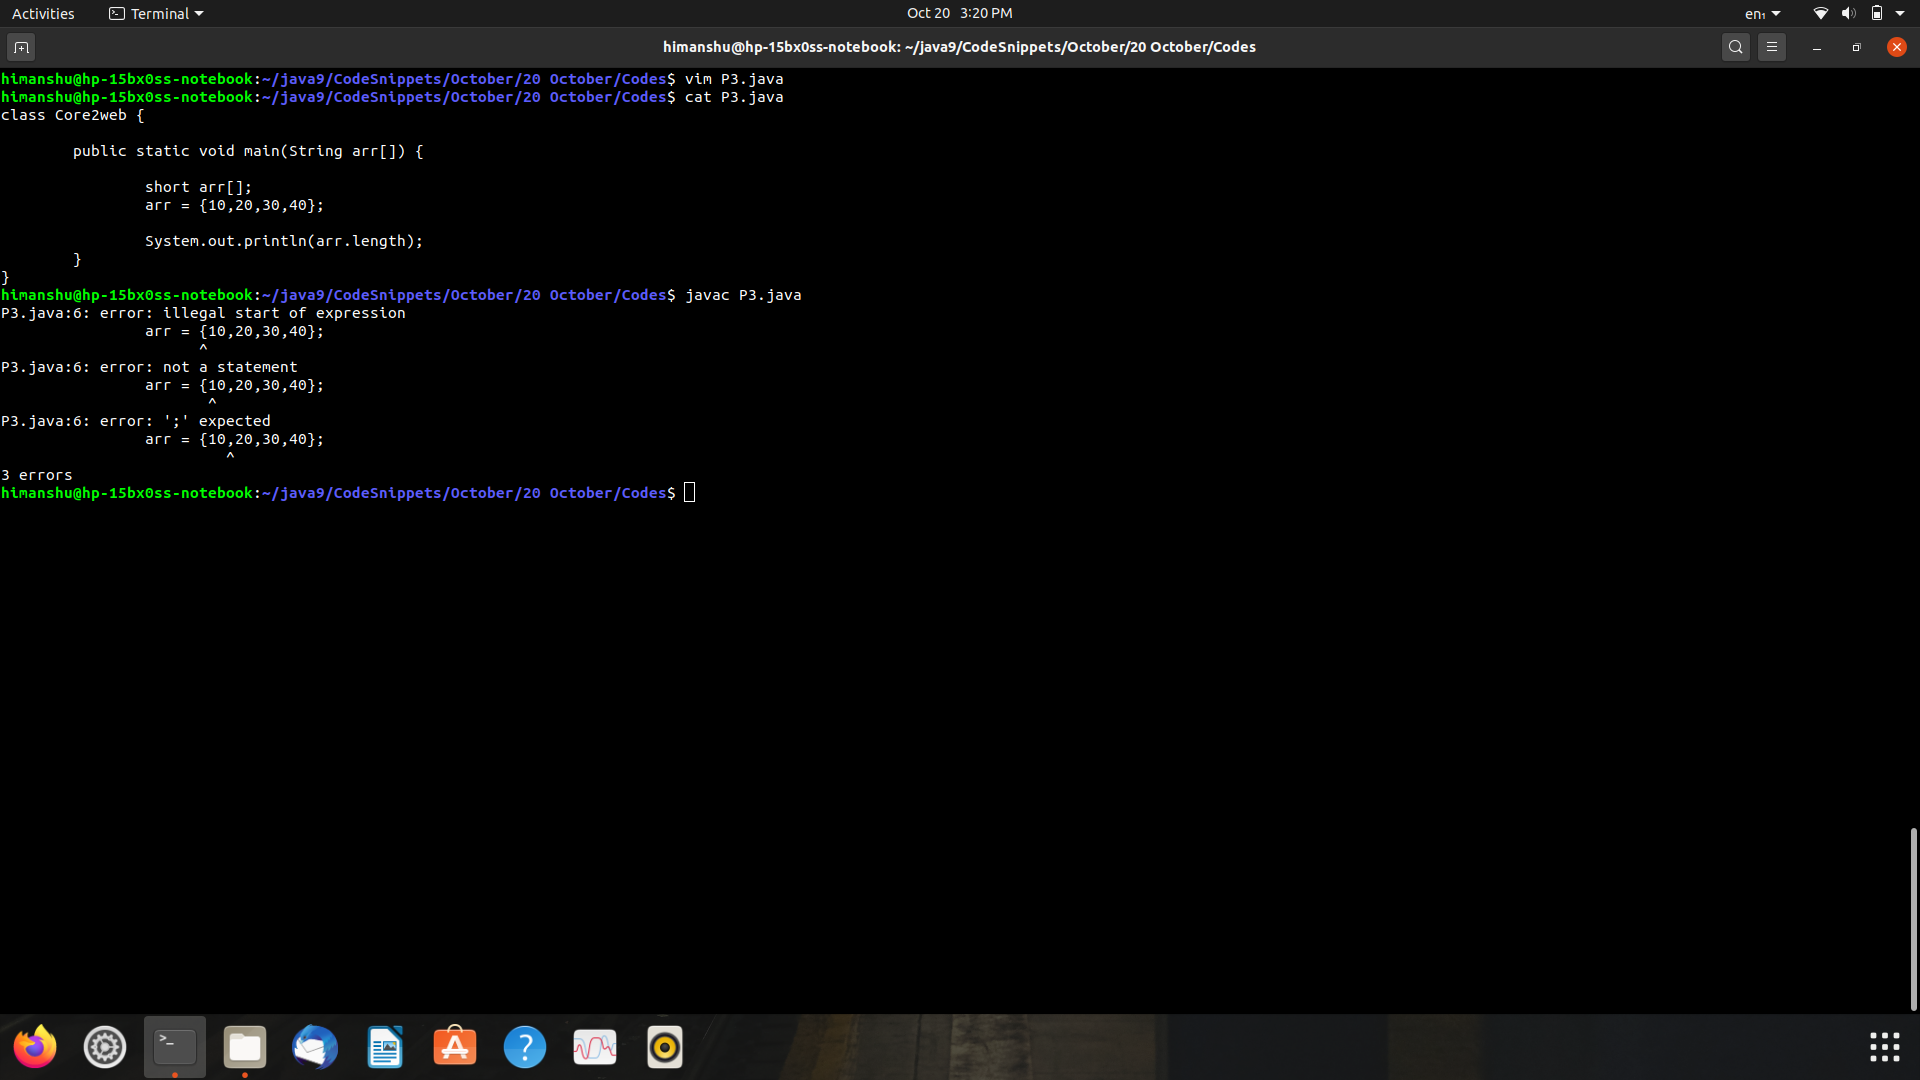 Activities Terminal Oct 20 3:20 PM en₁
himanshu@hp-15bx0ss-notebook: ~/java9/CodeSnippets/October/20 October/Codes
himanshu@hp-15bx0ss-notebook:~/java9/CodeSnippets/October/20 October/Codes$ vim P3.java
himanshu@hp-15bx0ss-notebook:~/java9/CodeSnippets/October/20 October/Codes$ cat P3.java
class Core2web {
        public static void main(String arr[]) {
                short arr[];
                arr = {10,20,30,40};
                System.out.println(arr.length);
        }
}
himanshu@hp-15bx0ss-notebook:~/java9/CodeSnippets/October/20 October/Codes$ javac P3.java
P3.java:6: error: illegal start of expression
                arr = {10,20,30,40};
                      ^
P3.java:6: error: not a statement
                arr = {10,20,30,40};
                       ^
P3.java:6: error: ';' expected
                arr = {10,20,30,40};
                         ^
3 errors
himanshu@hp-15bx0ss-notebook:~/java9/CodeSnippets/October/20 October/Codes$